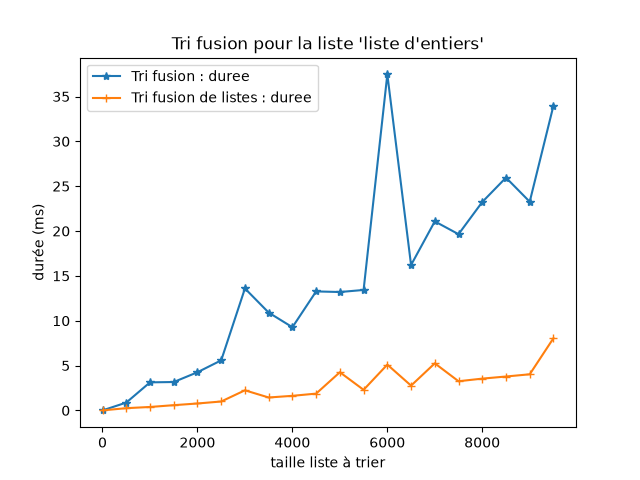 Tri fusion pour la liste 'liste d'entiers'
Tri fusion : duree
Tri fusion de listes : duree
durée (ms)
35
30
25
20
15
10
5
0
0 2000 4000 6000 8000
taille liste à trier